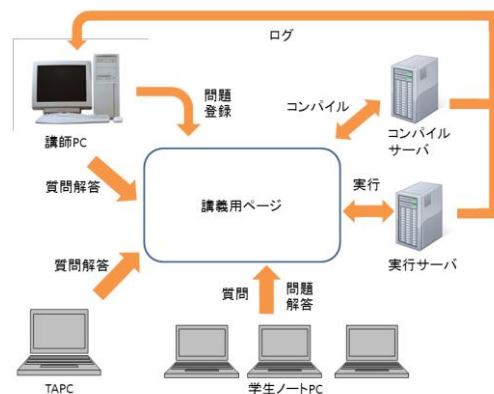 ログ
問題
登録
コンパイル
コンパイル
サーバ
講師PC
質問解答
講義用ページ
実行
実行サーバ
質問解答
質問
問題
解答
TAPC
学生ノートPC